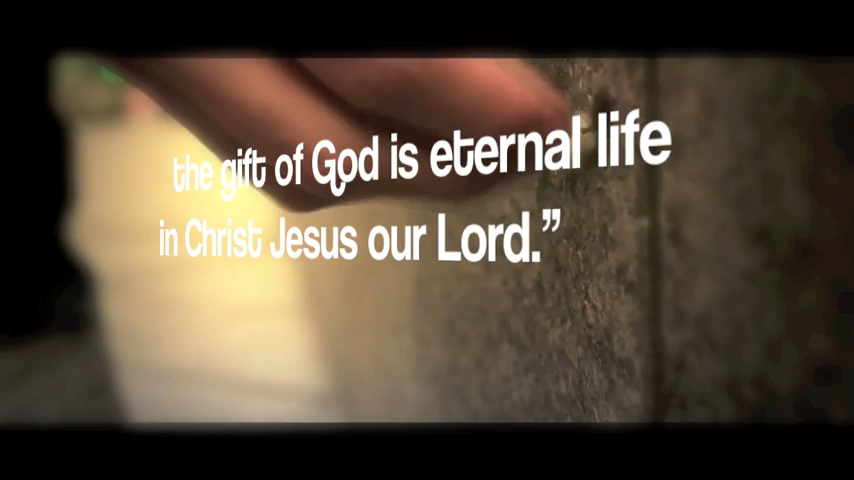 the gift of God is eternal life
in Christ Jesus our Lord.”